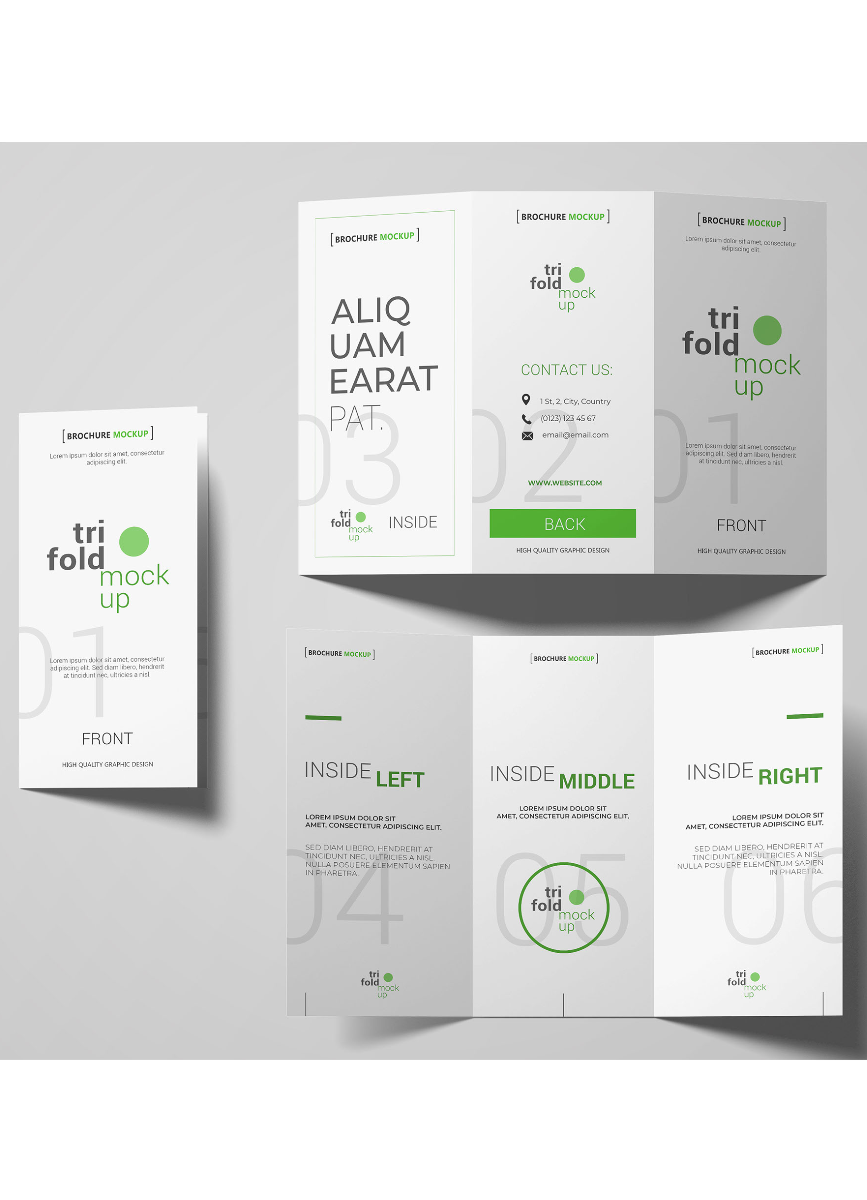 [ BROCHURE MOCKUP ]
ALIQ
UAM
EARAT
PAT.
03
tri
fold
mock
up
INSIDE
[ BROCHURE MOCKUP ]
tri
fold
mock
up
CONTACT US:
1 St, 2, City, Country
(0123) 123 45 67
email@email.com
02
WWW.WEBSITE.COM
BACK
HIGH QUALITY GRAPHIC DESIGN
[ BROCHURE MOCKUP ]
Lorem ipsum dolor sit amet, consectetur
adipiscing elit.
tri
fold
mock
up
01
Lorem ipsum dolor sit amet, consectetur
adipiscing elit. Sed diam libero, hendrerit
at tincidunt nec, ultricies a nisl.
FRONT
HIGH QUALITY GRAPHIC DESIGN
[ BROCHURE MOCKUP ]
Lorem ipsum dolor sit amet, consectetur
adipiscing elit.
tri
fold
mock
up
01
Lorem ipsum dolor sit amet, consectetur
adipiscing elit. Sed diam libero, hendrerit
at tincidunt nec, ultricies a nisl.
FRONT
HIGH QUALITY GRAPHIC DESIGN
[ BROCHURE MOCKUP ]
INSIDE LEFT
LOREM IPSUM DOLOR SIT
AMET, CONSECTETUR ADIPISCING ELIT.
SED DIAM LIBERO, HENDRERIT AT
TINCIDUNT NEC, ULTRICIES A NISL.
NULLA POSUERE ELEMENTUM SAPIEN
IN PHARETRA.
04
tri
fold
mock
up
[ BROCHURE MOCKUP ]
INSIDE MIDDLE
LOREM IPSUM DOLOR SIT
AMET, CONSECTETUR ADIPISCING ELIT.
05
tri
fold
mock
up
[ BROCHURE MOCKUP ]
INSIDE RIGHT
LOREM IPSUM DOLOR SIT
AMET, CONSECTETUR ADIPISCING ELIT.
SED DIAM LIBERO, HENDRERIT AT
TINCIDUNT NEC, ULTRICIES A NISL.
NULLA POSUERE ELEMENTUM SAPIEN
IN PHARETRA.
06
tri
fold
mock
up